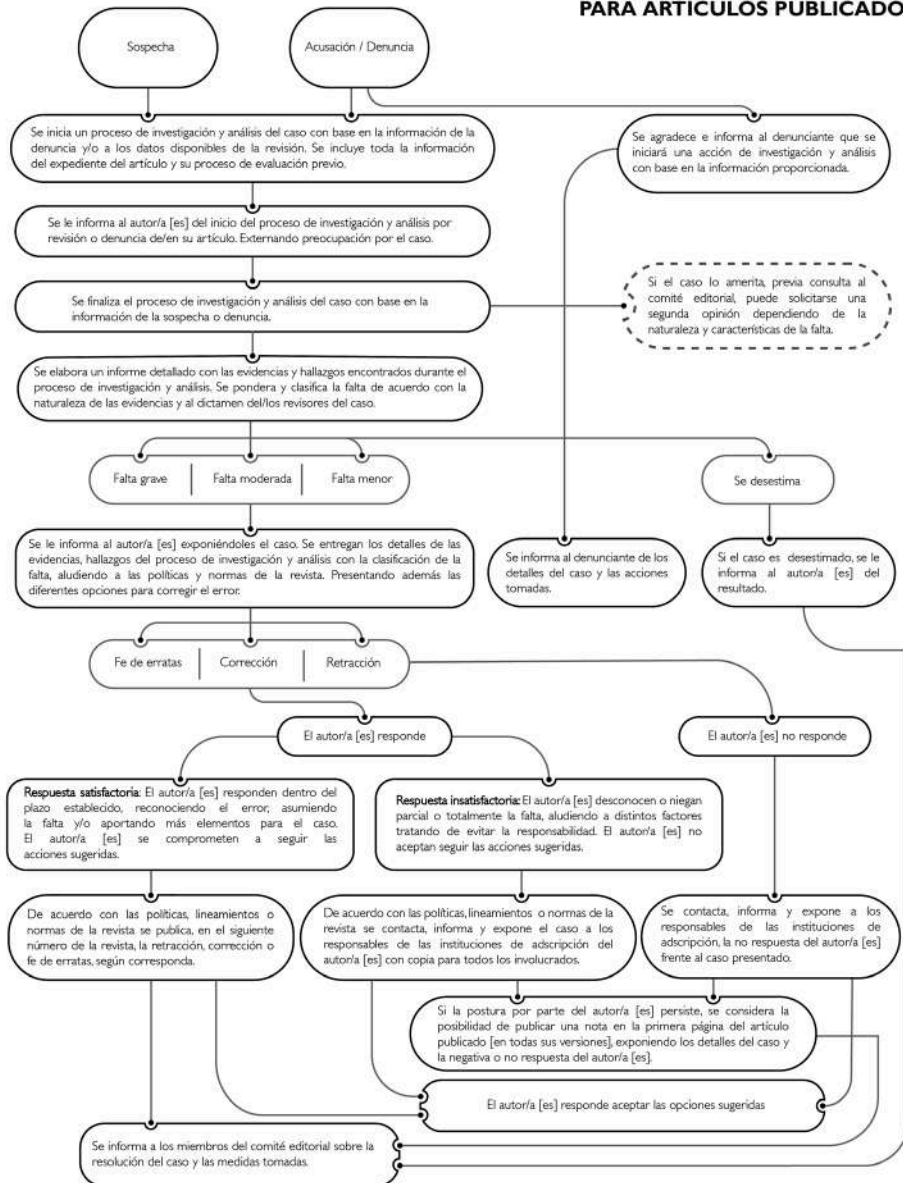 PARA ARTÍCULOS PUBLICADO
Sospecha
Acusación / Denuncia
Se inicia un proceso de investigación y análisis del caso con base en la información de la
denuncia y/o a los datos disponibles de la revisión. Se incluye toda la información
del expediente del artículo y su proceso de evaluación previo.
Se agradece e informa al denunciante que se
iniciará una acción de investigación y análisis
con base en la información proporcionada.
Se le informa al autor/a [es] del inicio del proceso de investigación y análisis por
revisión o denuncia de/en su artículo. Externando preocupación por el caso.
Se finaliza el proceso de investigación y análisis del caso con base en la
información de la sospecha o denuncia.
Si el caso lo amerita, previa consulta al
comité editorial, puede solicitarse una
segunda opinión dependiendo de la
naturaleza y características de la falta.
Se elabora un informe detallado con las evidencias y hallazgos encontrados durante el
proceso de investigación y análisis. Se pondera y clasifica la falta de acuerdo con la
naturaleza de las evidencias y al dictamen del/los revisores del caso.
Falta grave
Falta moderada
Falta menor
Se desestima
Se le informa al autor/a [es] exponiéndoles el caso. Se entregan los detalles de las
evidencias, hallazgos del proceso de investigación y análisis con la clasificación de la
falta, aludiendo a las políticas y normas de la revista. Presentando además las
diferentes opciones para corregir el error.
Se informa al denunciante de los
detalles del caso y las acciones
tomadas.
Si el caso es desestimado, se le
informa al autor/a [es] del
resultado.
Fe de erratas
Corrección
Retracción
El autor/a [es] responde
El autor/a [es] no responde
Respuesta satisfactoria: El autor/a [es] responden dentro del
plazo establecido, reconociendo el error, asumiendo
la falta y/o aportando más elementos para el caso.
El autor/a [es] se comprometen a seguir las
acciones sugeridas.
Respuesta insatisfactoria: El autor/a [es] desconocen o niegan
parcial o totalmente la falta, aludiendo a distintos factores
tratando de evitar la responsabilidad. El autor/a [es] no
aceptan seguir las acciones sugeridas.
De acuerdo con las políticas, lineamientos o
normas de la revista se publica, en el siguiente
número de la revista, la retracción, corrección o
fe de erratas, según corresponda.
De acuerdo con las políticas, lineamientos o normas de la
revista se contacta, informa y expone el caso a los
responsables de las instituciones de adscripción del
autor/a [es] con copia para todos los involucrados.
Se contacta, informa y expone a los
responsables de las instituciones de
adscripción, la no respuesta del autor/a [es]
frente al caso presentado.
Si la postura por parte del autor/a [es] persiste, se considera la
posibilidad de publicar una nota en la primera página del artículo
publicado [en todas sus versiones], exponiendo los detalles del caso y
la negativa o no respuesta del autor/a [es].
El autor/a [es] responde aceptar las opciones sugeridas
Se informa a los miembros del comité editorial sobre la
resolución del caso y las medidas tomadas.